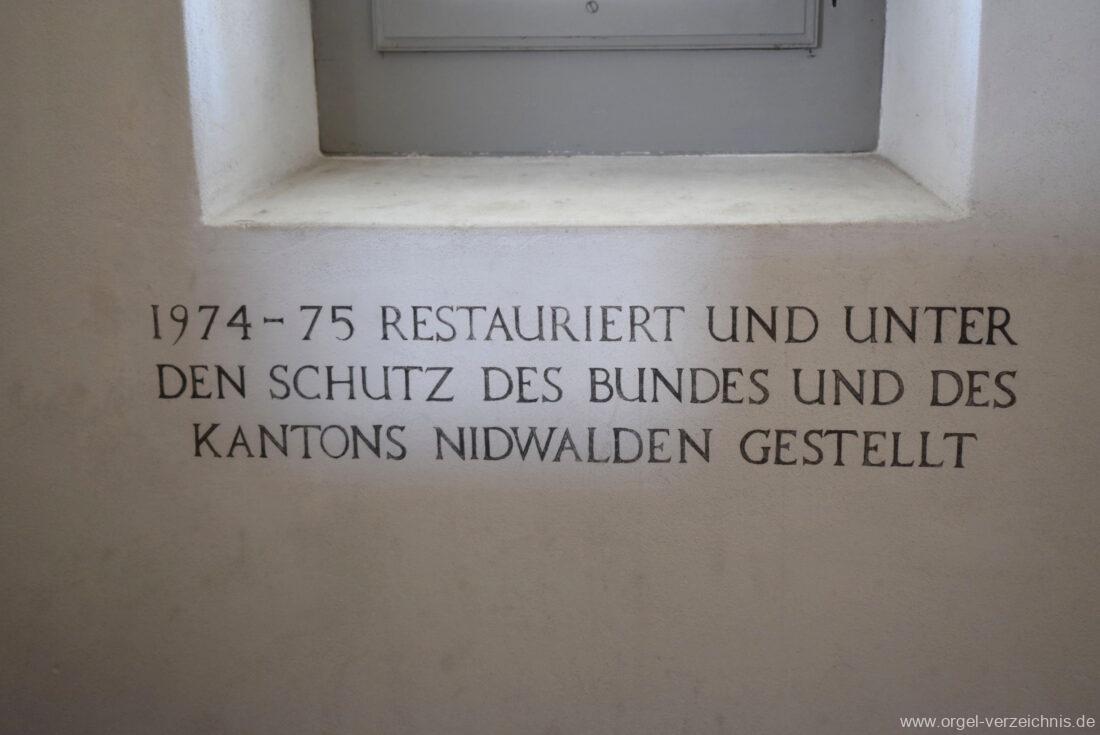 1974-75 RESTAURIERT UND UNTER
DEN SCHUTZ DES BUNDES UND DES
KANTONS NIDWALDEN GESTELLT
www.orgel-verzeichnis.de